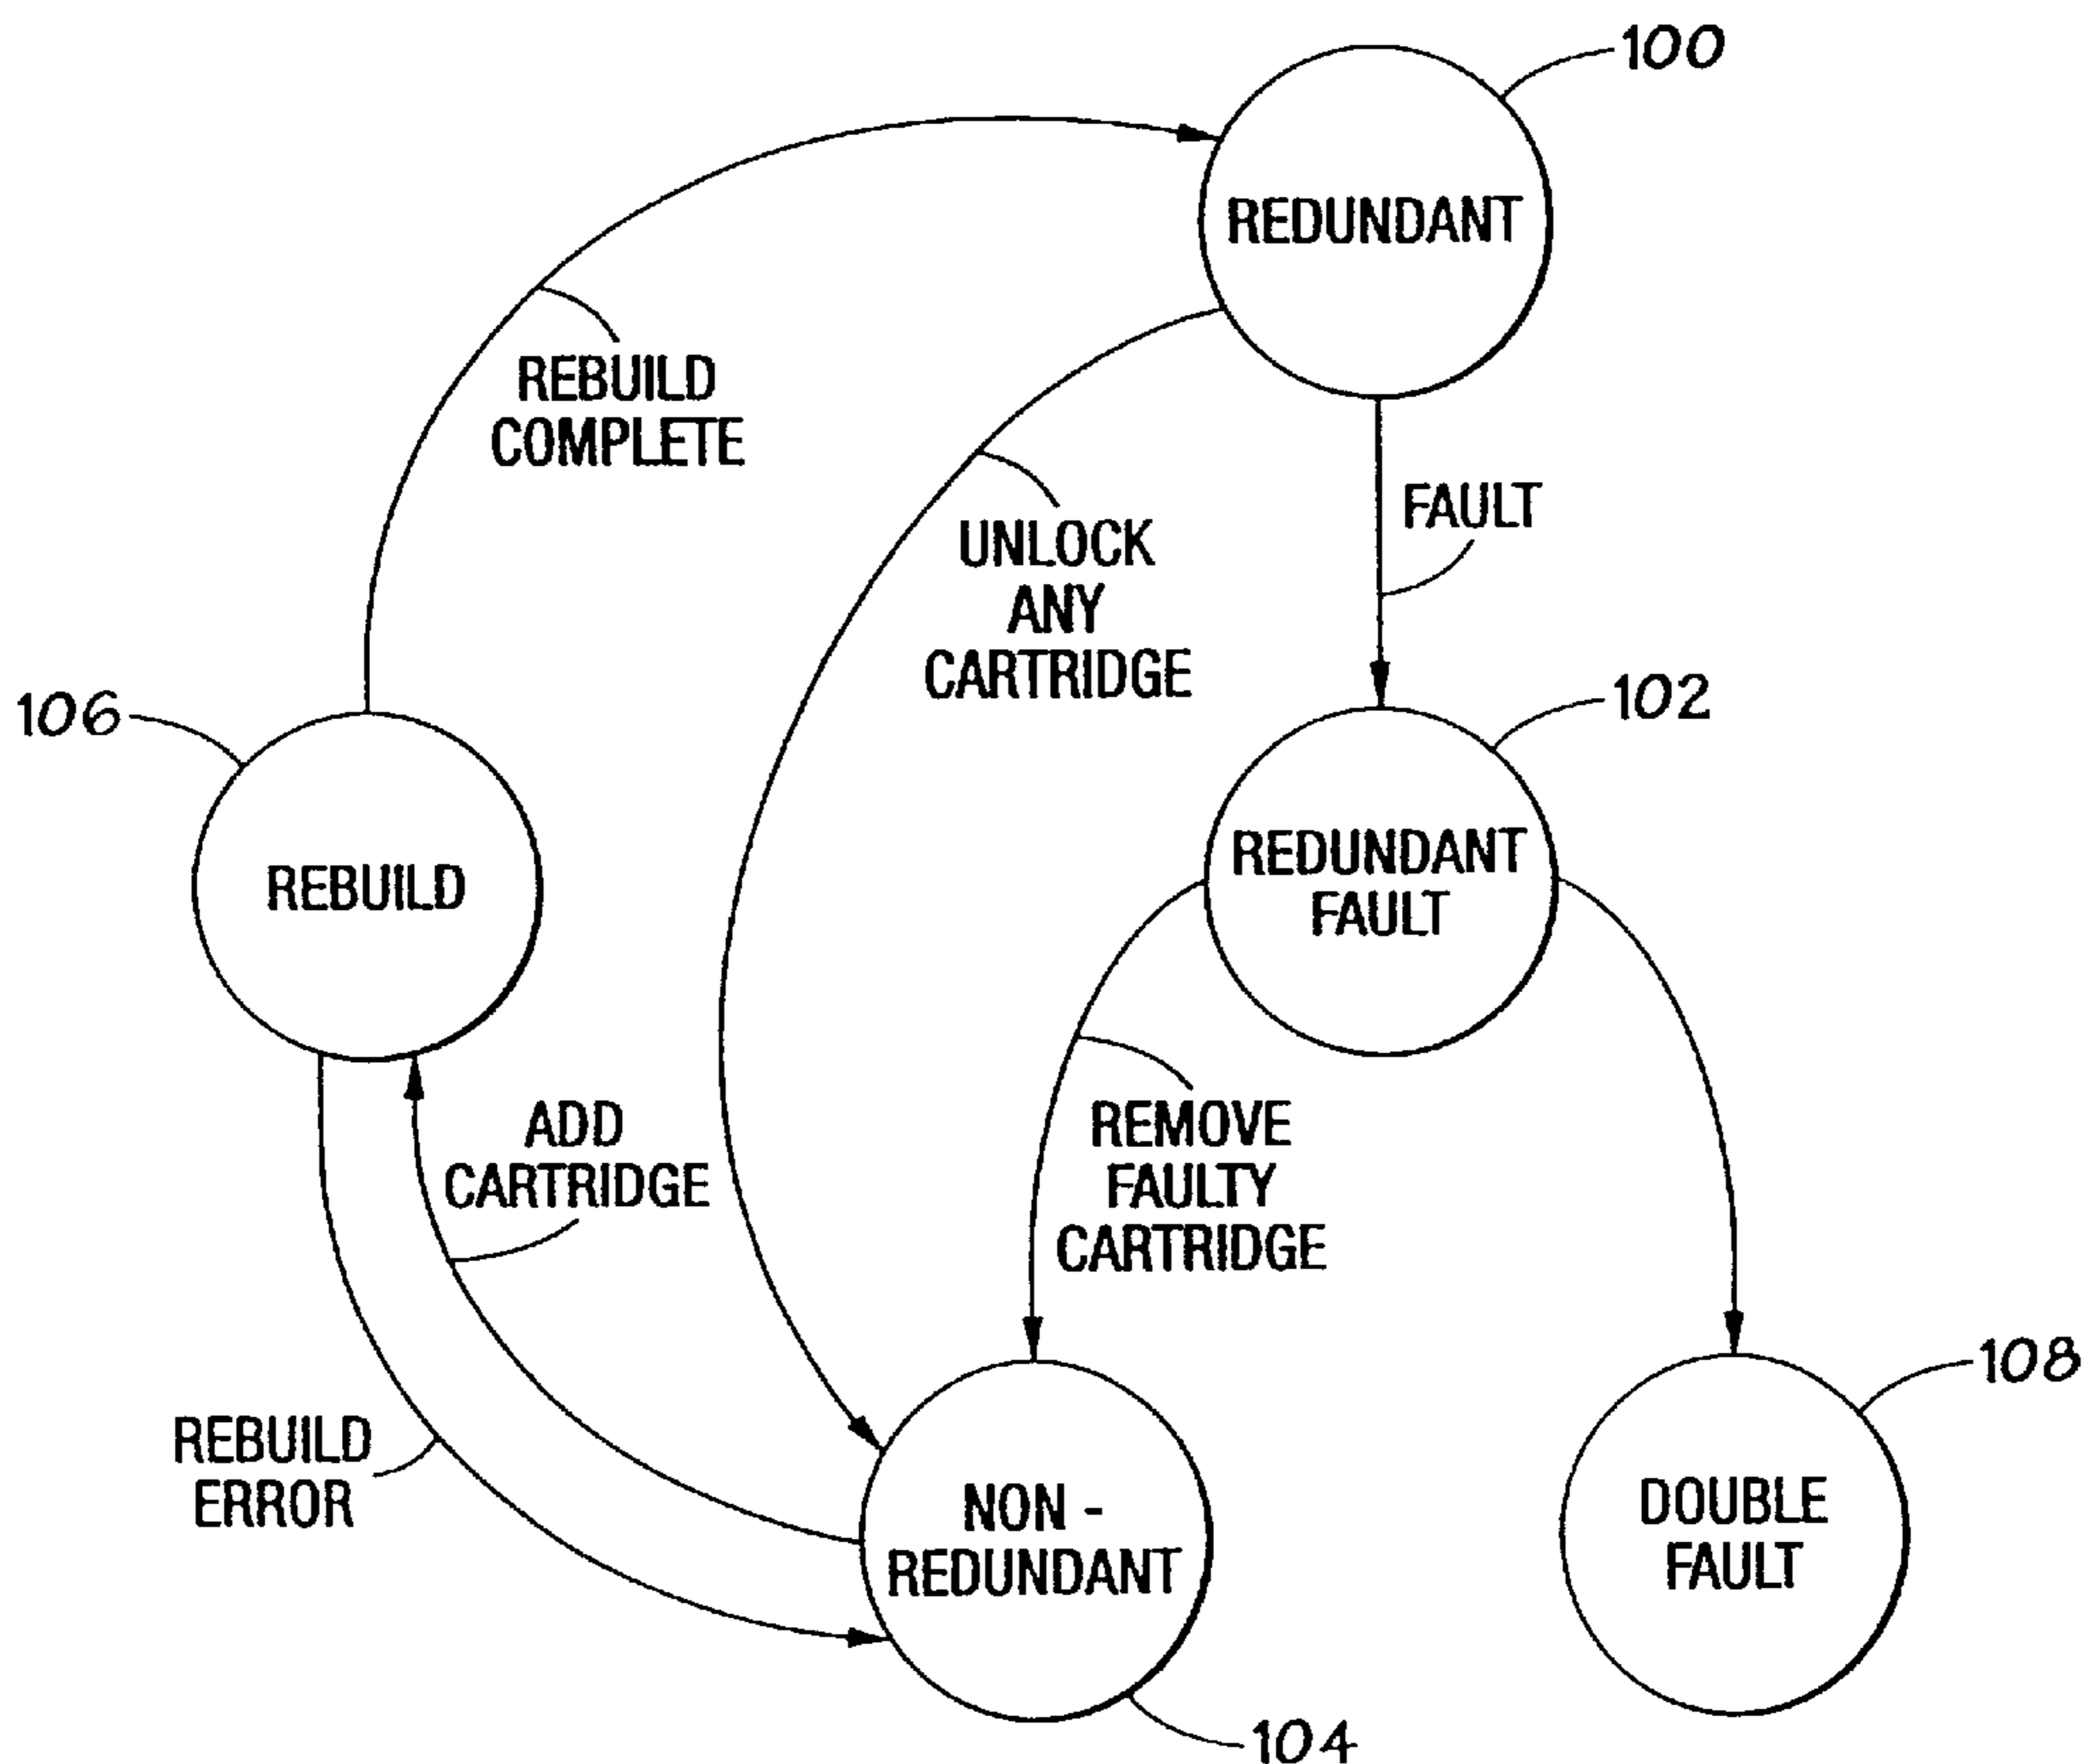 100
REDUNDANT
REBUILD
COMPLETE
UNLOCK
ANY
CARTRIDGE
FAULT
106
102
REBUILD
REDUNDANT
FAULT
ADD
CARTRIDGE
REMOVE
FAULTY
CARTRIDGE
REBUILD
ERROR
NON -
REDUNDANT
108
DOUBLE
FAULT
104